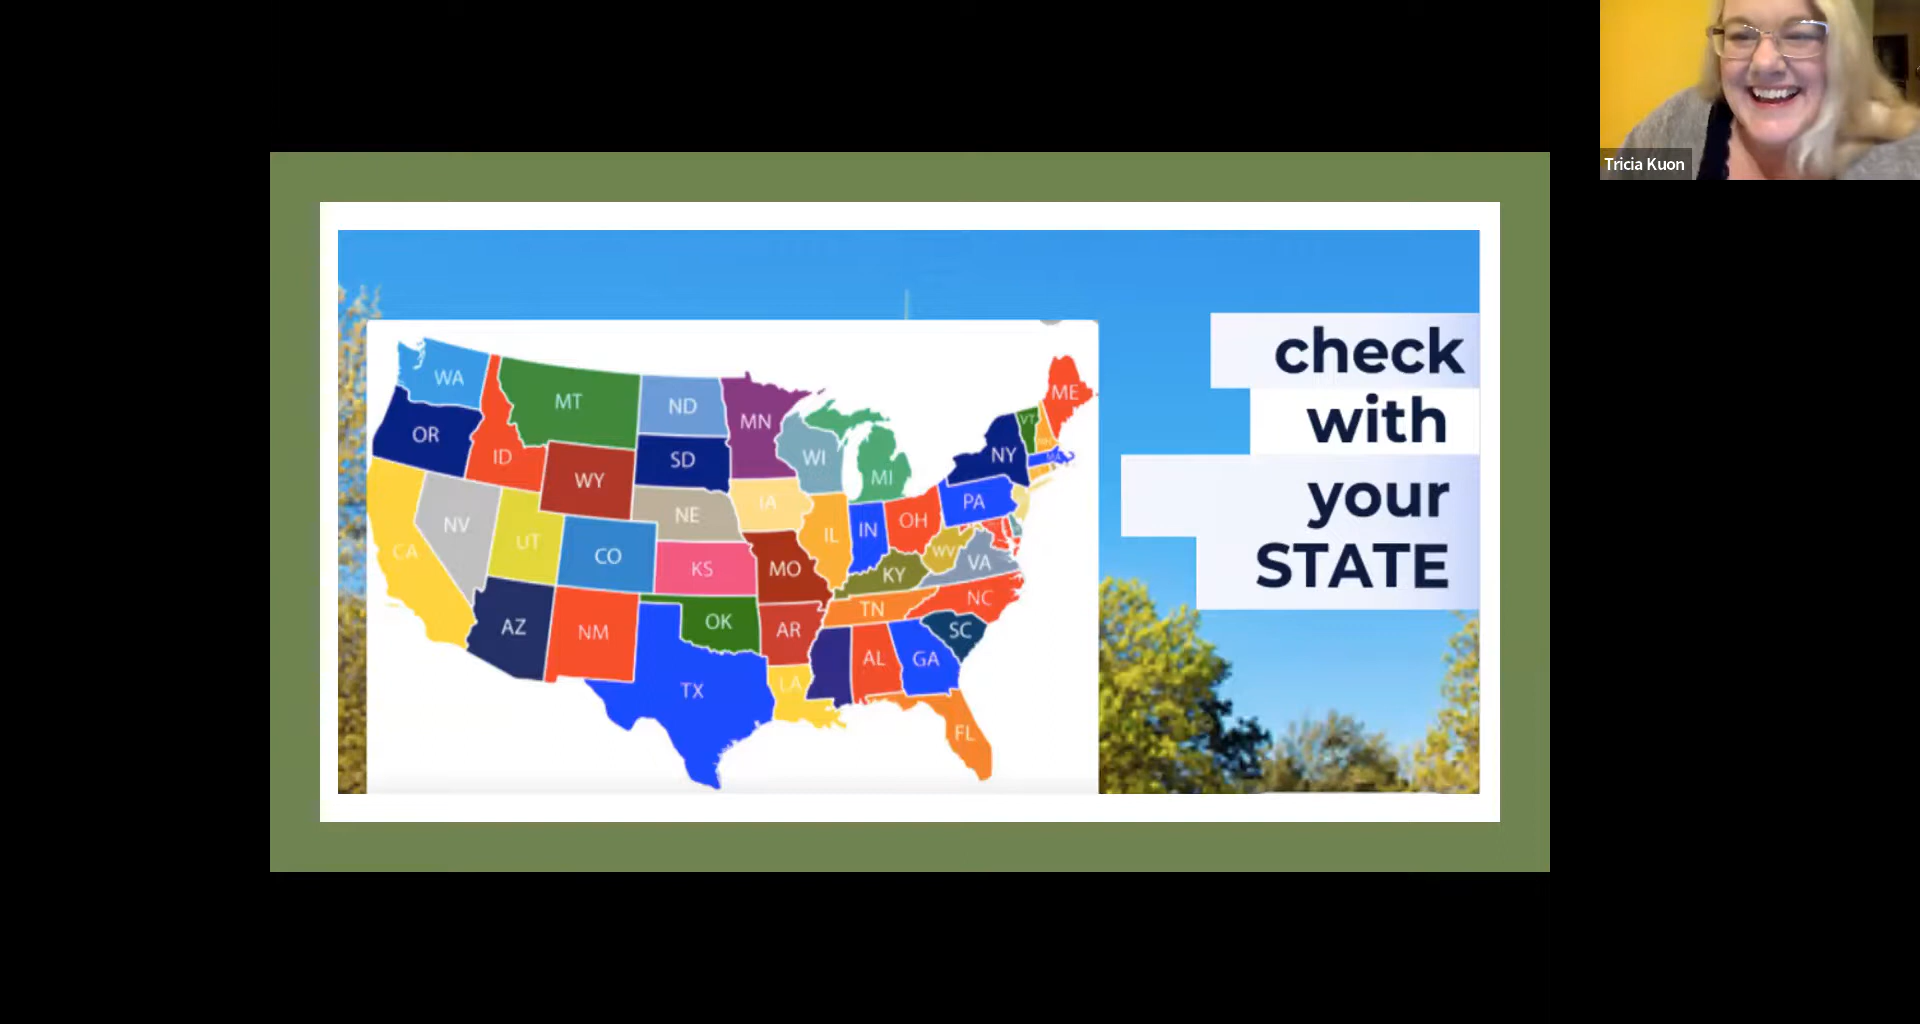 Tricia Kuon
check
with
your
STATE
WA
MT
ND
MN
ME
OR
ID
WY
SD
WI
MI
NY
VT
MA
CA
NV
UT
CO
NE
IA
IL
IN
OH
PA
KS
MO
KY
WV
VA
AZ
NM
OK
AR
TN
NC
SC
TX
LA
AL
GA
FL